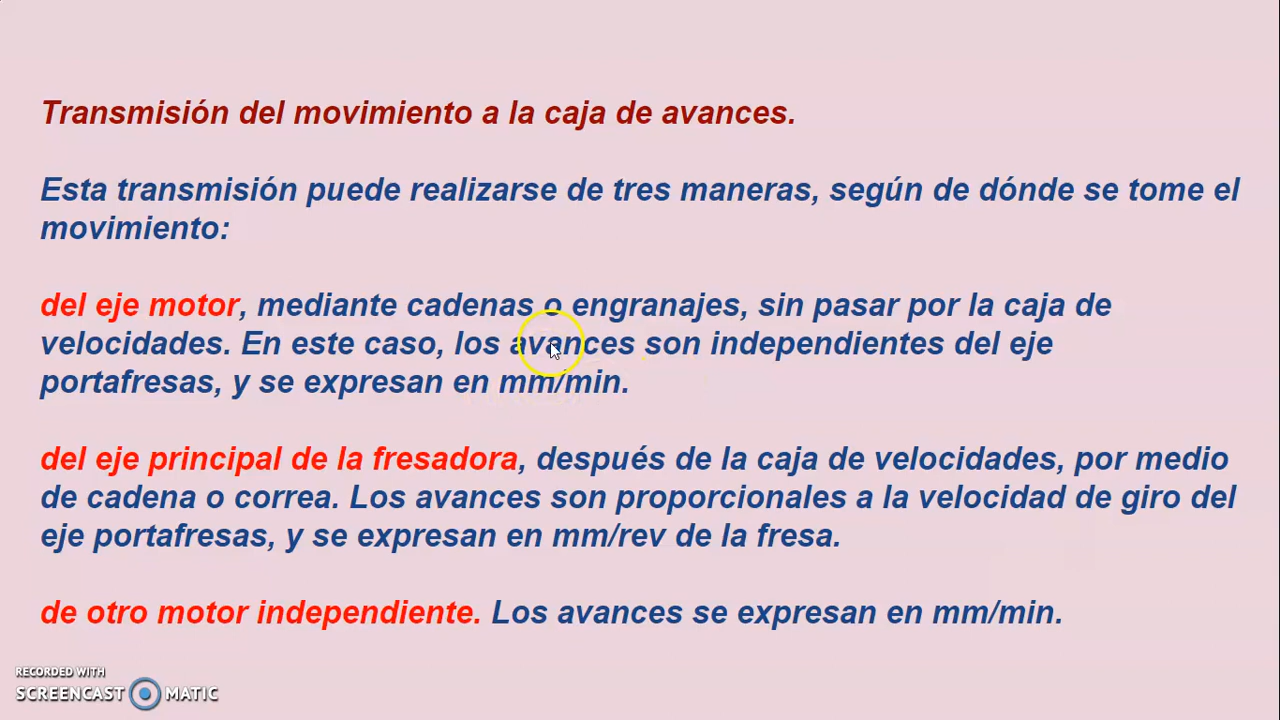 Transmisión del movimiento a la caja de avances.
Esta transmisión puede realizarse de tres maneras, según de dónde se tome el
movimiento:
del eje motor, mediante cadenas o engranajes, sin pasar por la caja de
velocidades. En este caso, los avances son independientes del eje
portafresas, y se expresan en mm/min.
del eje principal de la fresadora, después de la caja de velocidades, por medio
de cadena o correa. Los avances son proporcionales a la velocidad de giro del
eje portafresas, y se expresan en mm/rev de la fresa.
de otro motor independiente. Los avances se expresan en mm/min.
RECORDED WITH
SCREENCAST MATIC